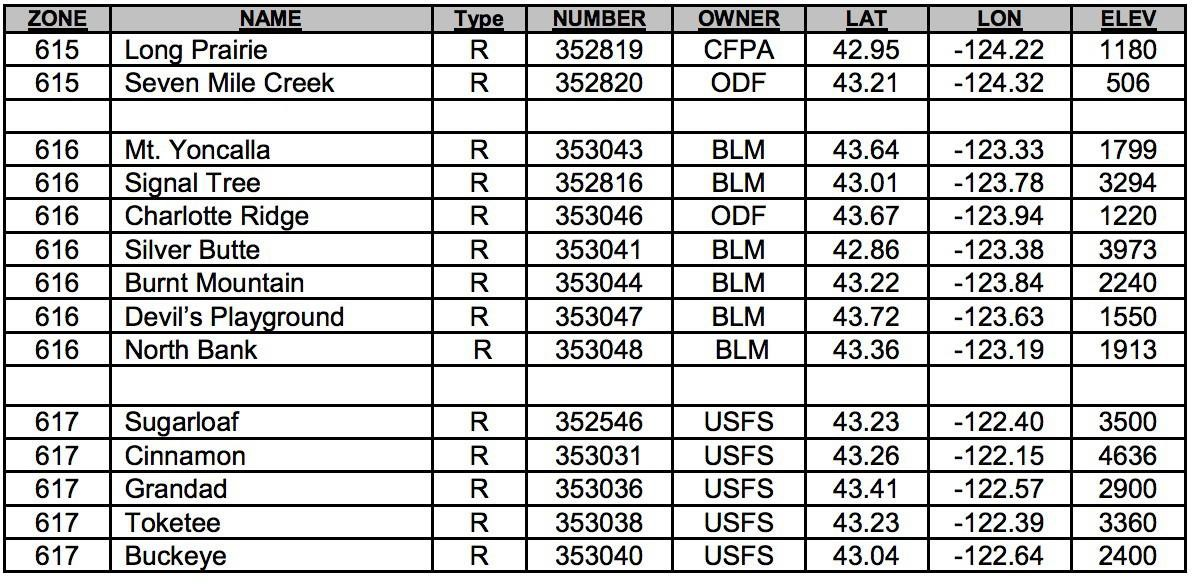 ZONE NAME Type NUMBER OWNER LAT LON ELEV
615 Long Prairie R 352819 CFPA 42.95 -124.22 1180
615 Seven Mile Creek R 352820 ODF 43.21 -124.32 506
616 Mt. Yoncalla R 353043 BLM 43.64 -123.33 1799
616 Signal Tree R 352816 BLM 43.01 -123.78 3294
616 Charlotte Ridge R 353046 ODF 43.67 -123.94 1220
616 Silver Butte R 353041 BLM 42.86 -123.38 3973
616 Burnt Mountain R 353044 BLM 43.22 -123.84 2240
616 Devil’s Playground R 353047 BLM 43.72 -123.63 1550
616 North Bank R 353048 BLM 43.36 -123.19 1913
617 Sugarloaf R 352546 USFS 43.23 -122.40 3500
617 Cinnamon R 353031 USFS 43.26 -122.15 4636
617 Grandad R 353036 USFS 43.41 -122.57 2900
617 Toketee R 353038 USFS 43.23 -122.39 3360
617 Buckeye R 353040 USFS 43.04 -122.64 2400